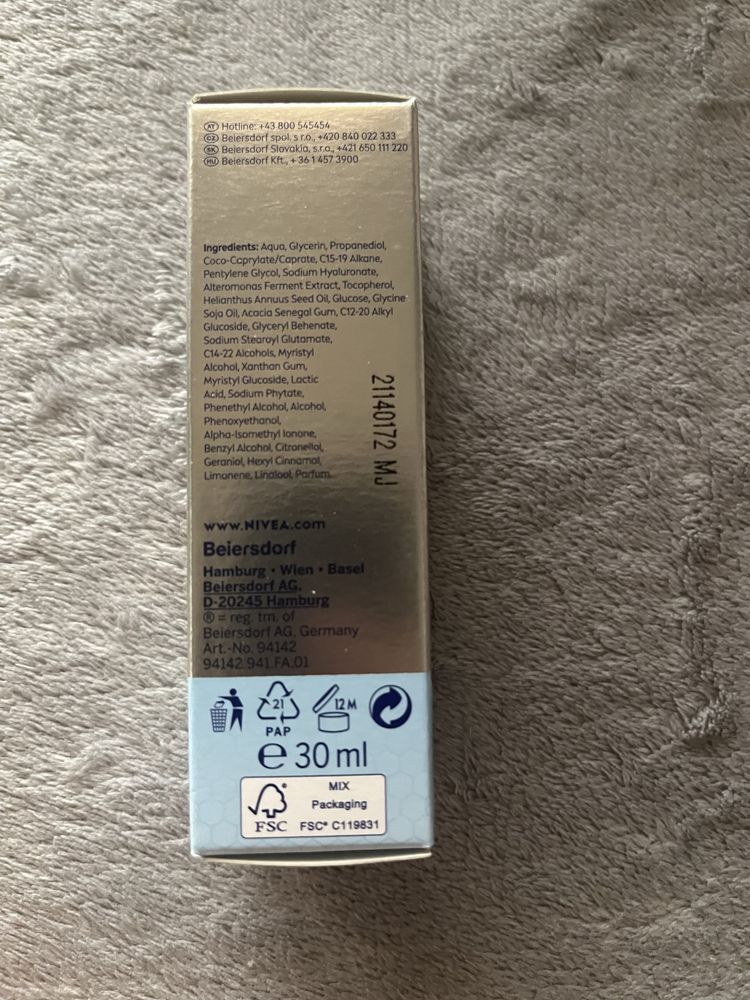 AT Hotline: +43 800 545454
CZ Beiersdorf spol. s r.o., +420 840 022 333
SK Beiersdorf Slovakia, s.r.o., +421 650 111 220
HU Beiersdorf Kft., + 36 1 457 3900
Ingredients: Aqua, Glycerin, Propanediol,
Coco-Caprylate/Caprate, C15-19 Alkane,
Pentylene Glycol, Sodium Hyaluronate,
Alteromonas Ferment Extract, Tocopherol,
Helianthus Annuus Seed Oil, Glucose, Glycine
Soja Oil, Acacia Senegal Gum, C12-20 Alkyl
Glucoside, Glyceryl Behenate,
Sodium Stearoyl Glutamate,
C14-22 Alcohols, Myristyl
Alcohol, Xanthan Gum,
Myristyl Glucoside, Lactic
Acid, Sodium Phytate,
Phenethyl Alcohol, Alcohol,
Phenoxyethanol,
Alpha-Isomethyl Ionone,
Benzyl Alcohol, Citronellol,
Geraniol, Hexyl Cinnamal,
Limonene, Linalool, Parfum
21140172 MJ
www.NIVEA.com
Beiersdorf
Hamburg • Wien • Basel
Beiersdorf AG,
D-20245 Hamburg
® = reg. tm. of
Beiersdorf AG, Germany
Art.-No. 94142
94142.941.FA.01
21
PAP
12 M
℮ 30 ml
FSC®
MIX
Packaging
FSC® C119831